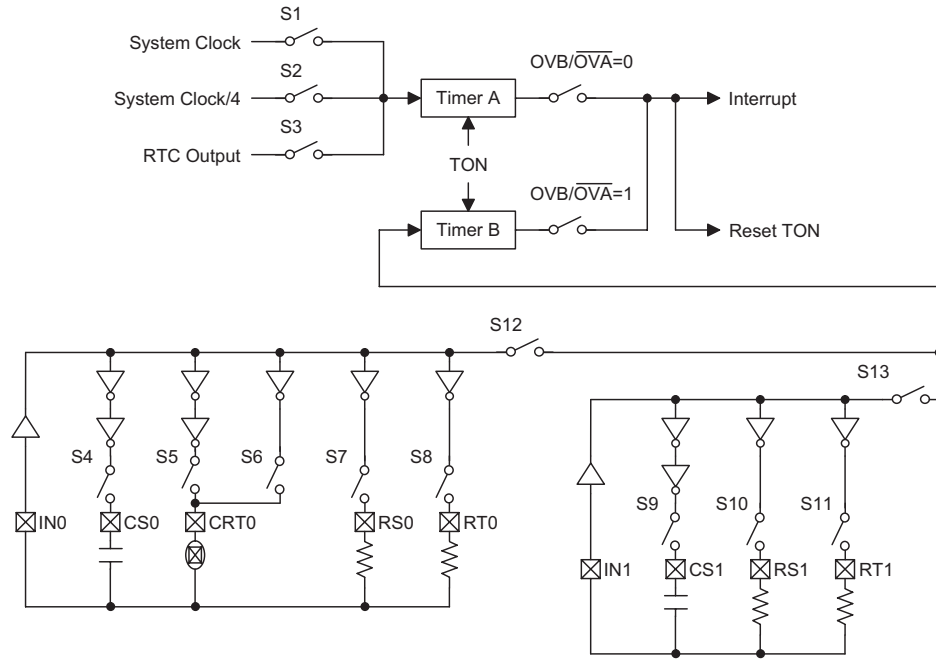 S1
System Clock
S2
OVB/O̅V̅A̅=0
System Clock/4
Timer A
Interrupt
S3
RTC Output
TON
OVB/O̅V̅A̅=1
Timer B
Reset TON
S12
S13
S4
S5
S6
S7
S8
S9
S10
S11
IN0
CS0
CRT0
RS0
RT0
IN1
CS1
RS1
RT1